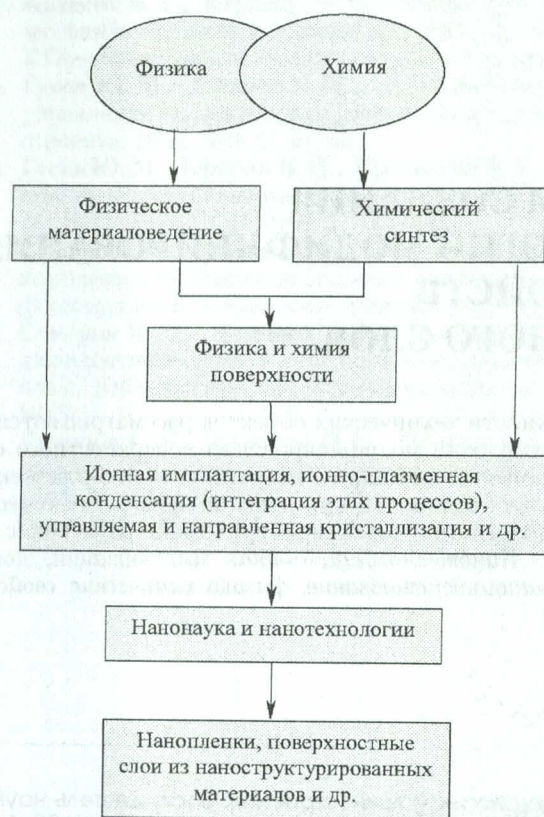 Физика
Химия
Физическое
материаловедение
Химический
синтез
Физика и химия
поверхности
Ионная имплантация, ионно-плазменная
конденсация (интеграция этих процессов),
управляемая и направленная кристаллизация и др.
Нанонаука и нанотехнологии
Нанопленки, поверхностные
слои из наноструктурированных
материалов и др.